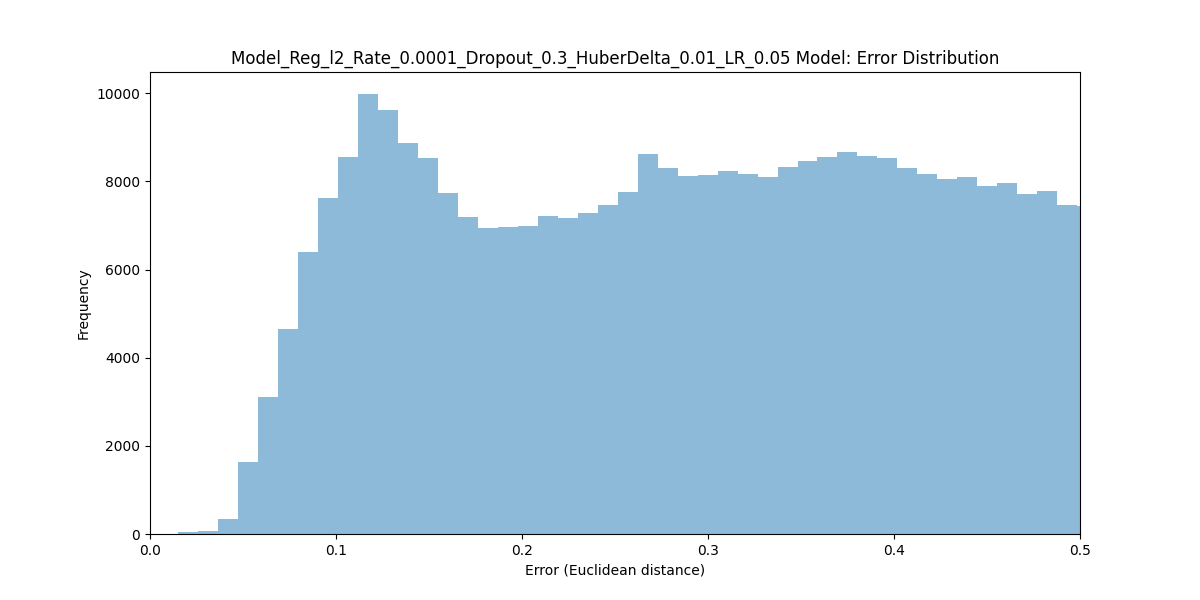 Model_Reg_l2_Rate_0.0001_Dropout_0.3_HuberDelta_0.01_LR_0.05 Model: Error Distribution
10000
8000
6000
4000
2000
0
Frequency
0.0 0.1 0.2 0.3 0.4 0.5
Error (Euclidean distance)